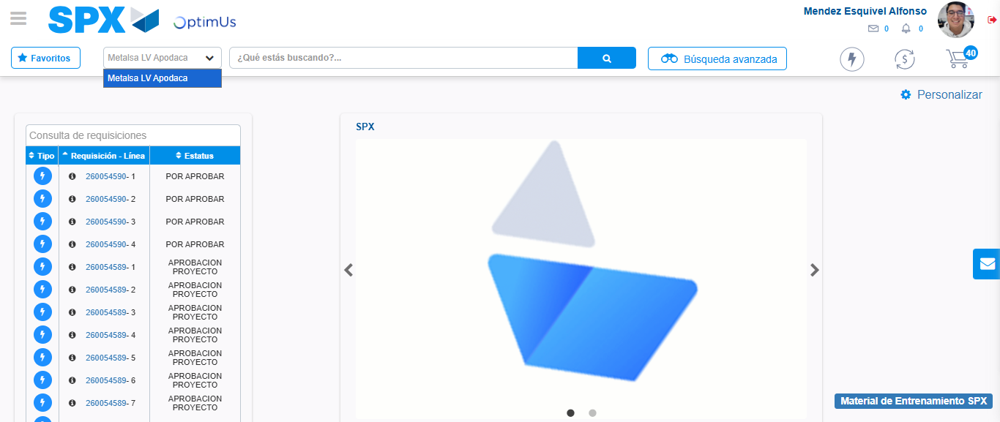 SPX
OptimUs
Mendez Esquivel Alfonso
0
0
Favoritos
Metalsa LV Apodaca
¿Qué estás buscando?...
Búsqueda avanzada
$
40
Metalsa LV Apodaca
Personalizar
Consulta de requisiciones
Tipo
Requisición - Línea
Estatus
260054590- 1
POR APROBAR
260054590- 2
POR APROBAR
260054590- 3
POR APROBAR
260054590- 4
POR APROBAR
260054589- 1
APROBACION
PROYECTO
260054589- 2
APROBACION
PROYECTO
260054589- 3
APROBACION
PROYECTO
260054589- 4
APROBACION
PROYECTO
260054589- 5
APROBACION
PROYECTO
260054589- 6
APROBACION
PROYECTO
260054589- 7
APROBACION
PROYECTO
SPX
Material de Entrenamiento SPX